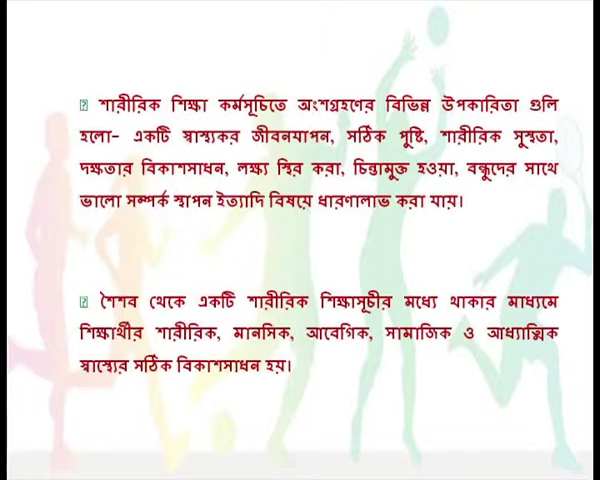 শারীরিক শিক্ষা কর্মসূচিতে অংশগ্রহণের বিভিন্ন উপকারিতা গুলি
হলো– একটি স্বাস্থ্যকর জীবনযাপন, সঠিক পুষ্টি, শারীরিক সুস্থতা,
দক্ষতার বিকাশসাধন, লক্ষ্য স্থির করা, চিন্তামুক্ত হওয়া, বন্ধুদের সাথে
ভালো সম্পর্ক স্থাপন ইত্যাদি বিষয়ে ধারণালাভ করা যায়।
শৈশব থেকে একটি শারীরিক শিক্ষাসূচীর মধ্যে থাকার মাধ্যমে
শিক্ষার্থীর শারীরিক, মানসিক, আবেগিক, সামাজিক ও আধ্যাত্মিক
স্বাস্থ্যের সঠিক বিকাশসাধন হয়।